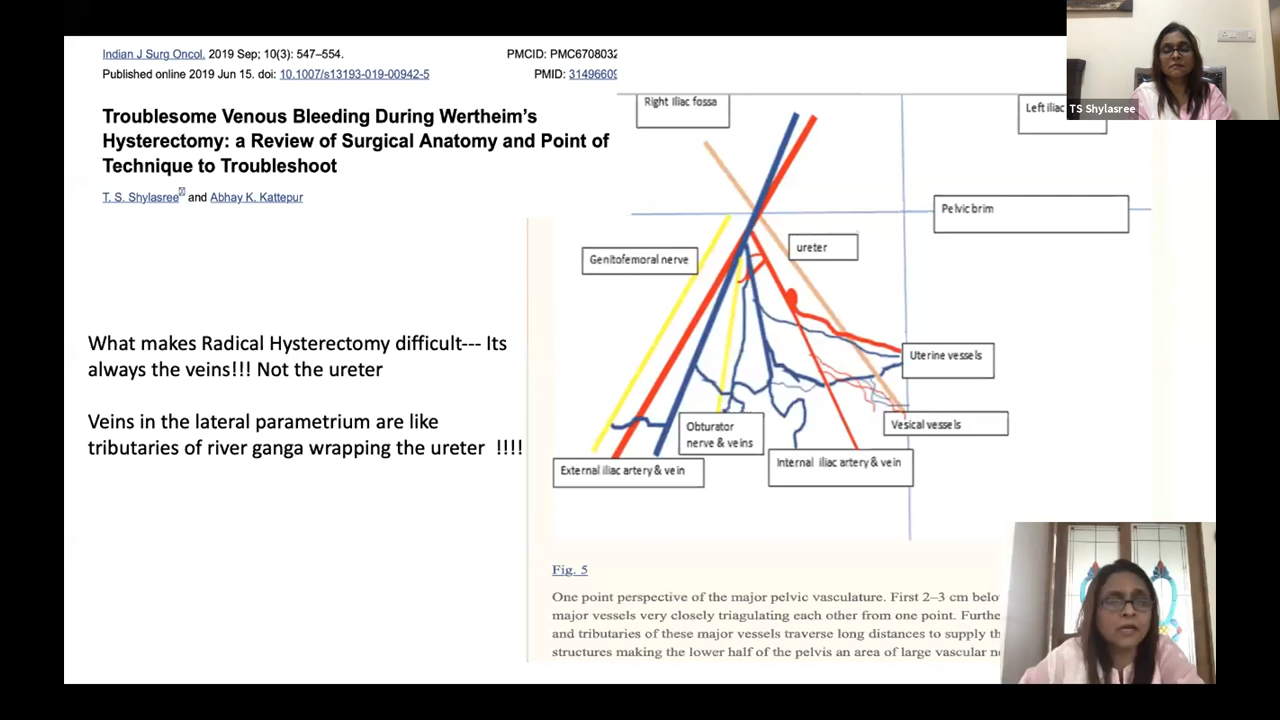 Indian J Surg Oncol. 2019 Sep; 10(3): 547–554.
PMCID: PMC6708032
Published online 2019 Jun 15. doi: 10.1007/s13193-019-00942-5
PMID: 3149660
Troublesome Venous Bleeding During Wertheim's
Hysterectomy: a Review of Surgical Anatomy and Point of
Technique to Troubleshoot
T. S. Shylasree and Abhay K. Kattepur
What makes Radical Hysterectomy difficult--- Its
always the veins!!! Not the ureter
Veins in the lateral parametrium are like
tributaries of river ganga wrapping the ureter !!!!
Right Iliac fossa
Left iliac
TS Shylasree
Pelvic brim
Genitofemoral nerve
ureter
Uterine vessels
Vesical vessels
Obturator
nerve & veins
External iliac artery & vein
Internal iliac artery & vein
Fig. 5
One point perspective of the major pelvic vasculature. First 2–3 cm belo
major vessels very closely triagulating each other from one point. Furthe
and tributaries of these major vessels traverse long distances to supply th
structures making the lower half of the pelvis an area of large vascular n